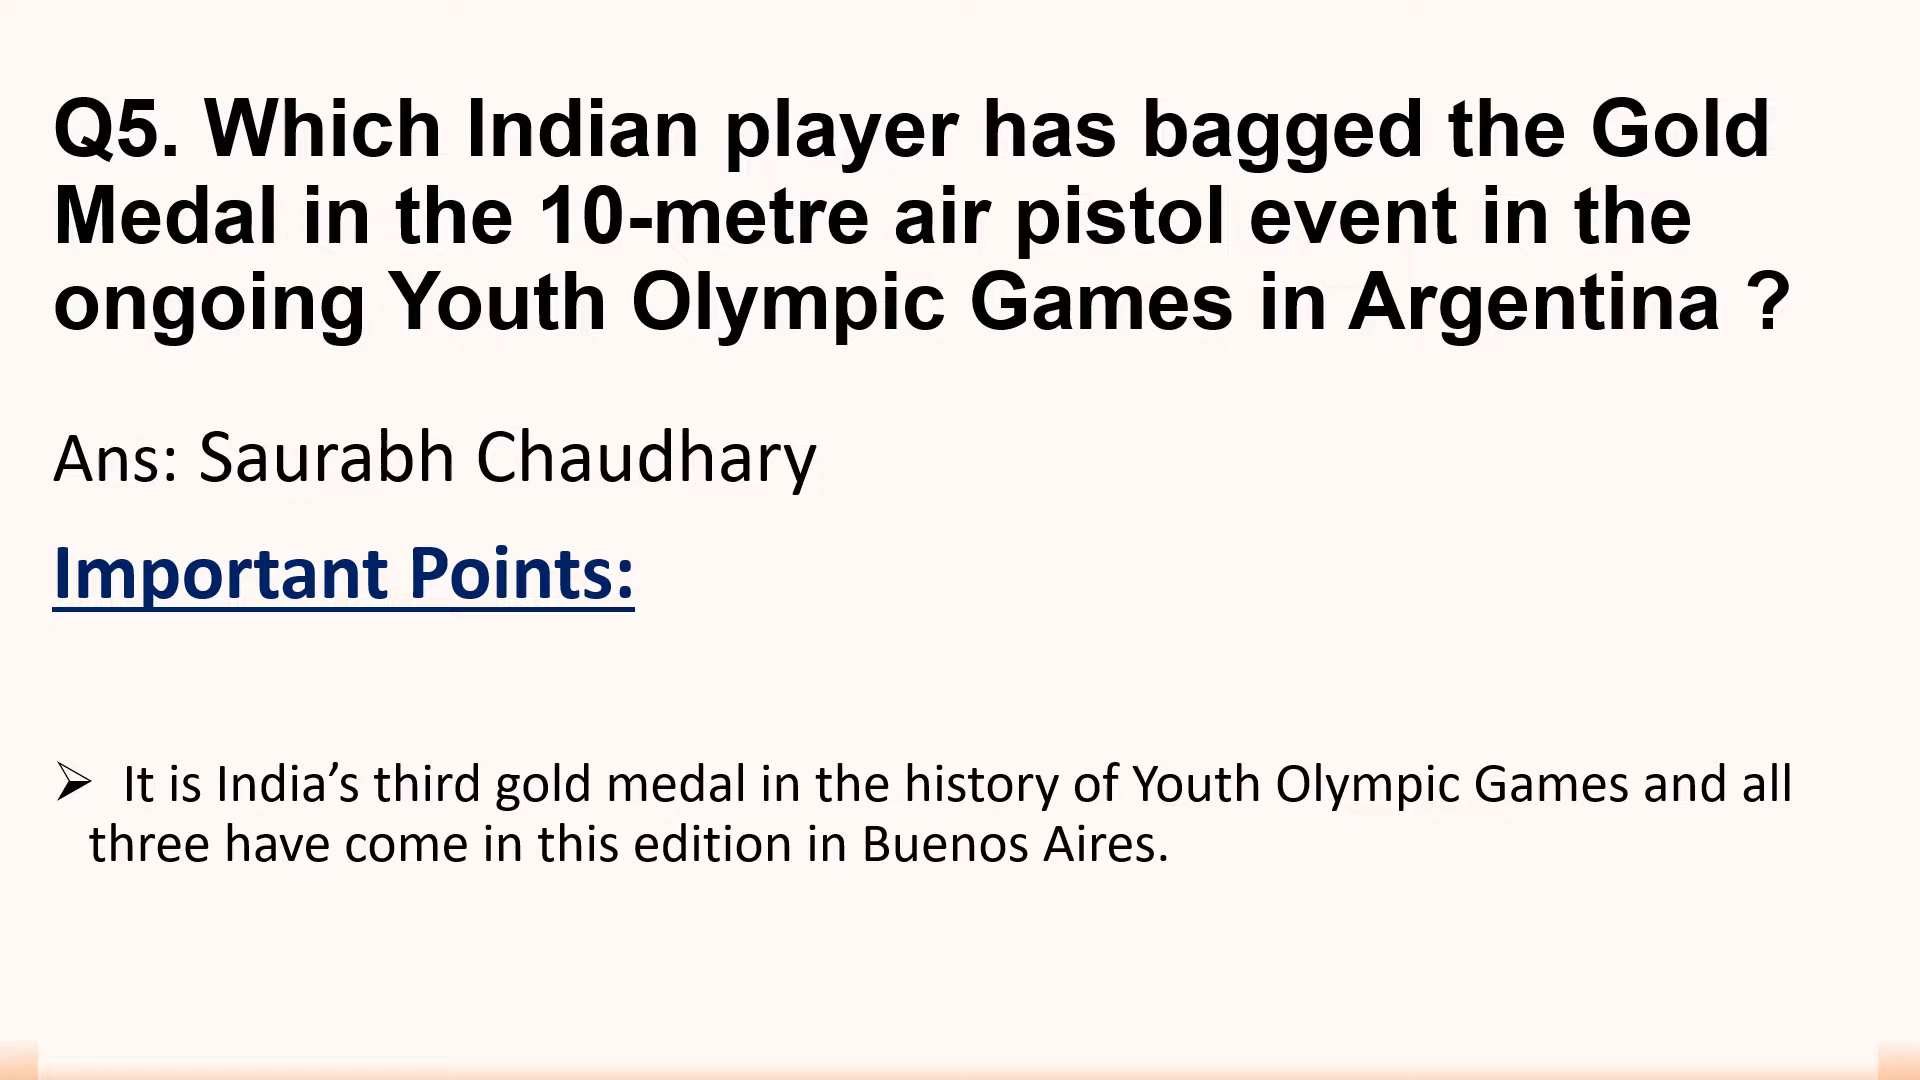 Q5. Which Indian player has bagged the Gold
Medal in the 10-metre air pistol event in the
ongoing Youth Olympic Games in Argentina ?
Ans: Saurabh Chaudhary
Important Points:
➢ It is India’s third gold medal in the history of Youth Olympic Games and all
three have come in this edition in Buenos Aires.